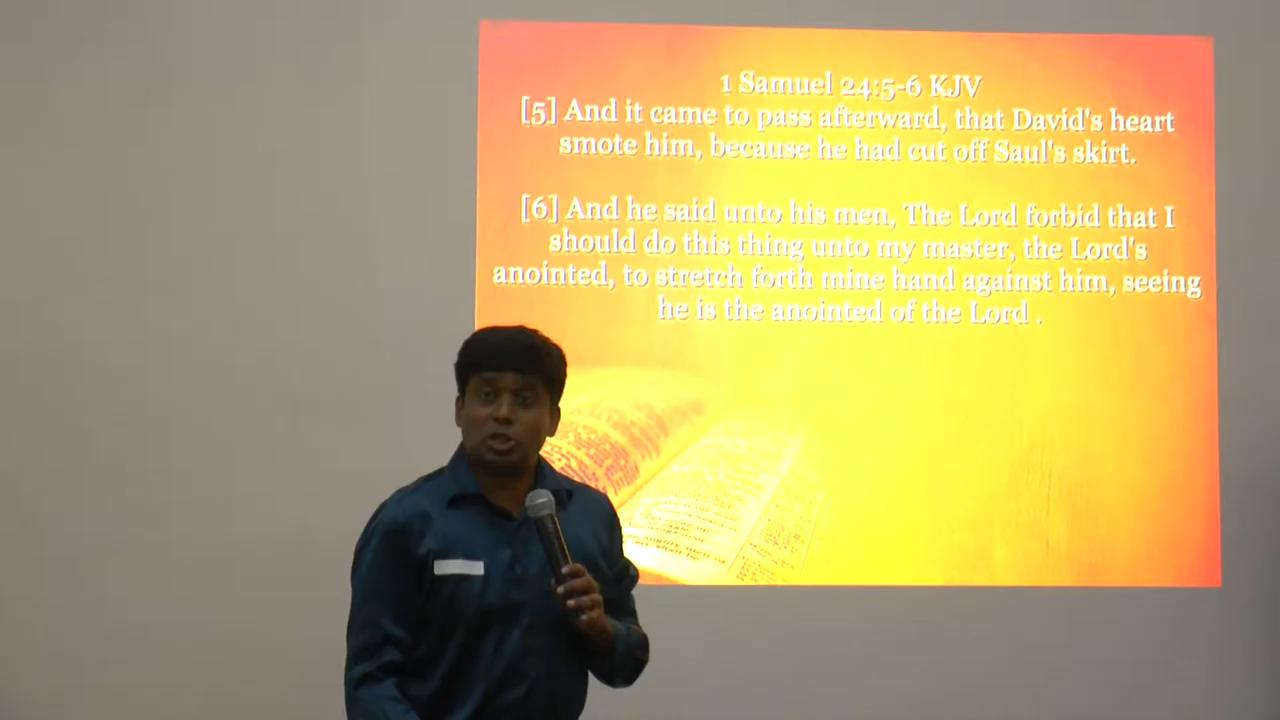 1 Samuel 24:5-6 KJV
[5] And it came to pass afterward, that David's heart
smote him, because he had cut off Saul's skirt.
[6] And he said unto his men, The Lord forbid that I
should do this thing unto my master, the Lord's
anointed, to stretch forth mine hand against him, seeing
he is the anointed of the Lord .